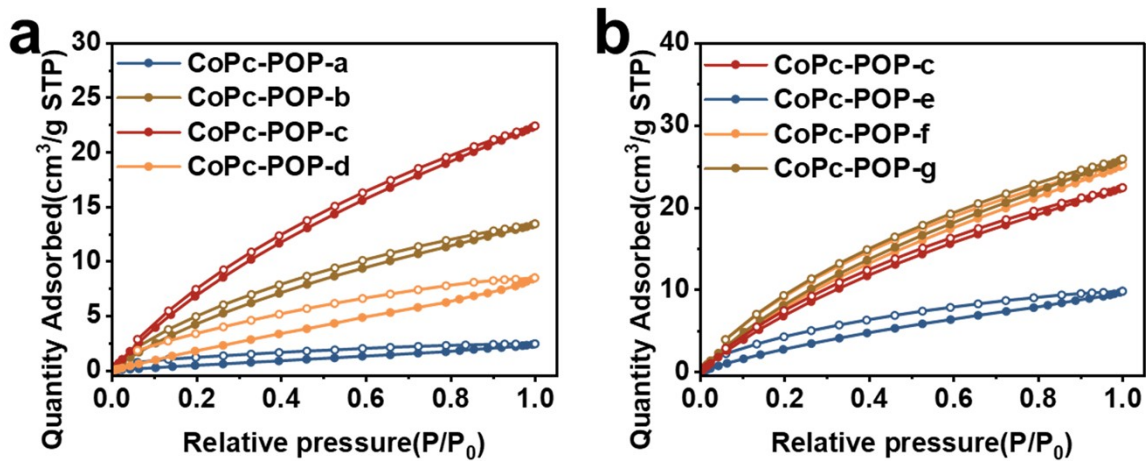 a
30
25
20
15
10
5
0
Quantity Adsorbed(cm³/g STP)
CoPc-POP-a
CoPc-POP-b
CoPc-POP-c
CoPc-POP-d
0.0 0.2 0.4 0.6 0.8 1.0
Relative pressure(P/P₀)
b
40
30
20
10
0
Quantity Adsorbed(cm³/g STP)
CoPc-POP-c
CoPc-POP-e
CoPc-POP-f
CoPc-POP-g
0.0 0.2 0.4 0.6 0.8 1.0
Relative pressure(P/P₀)